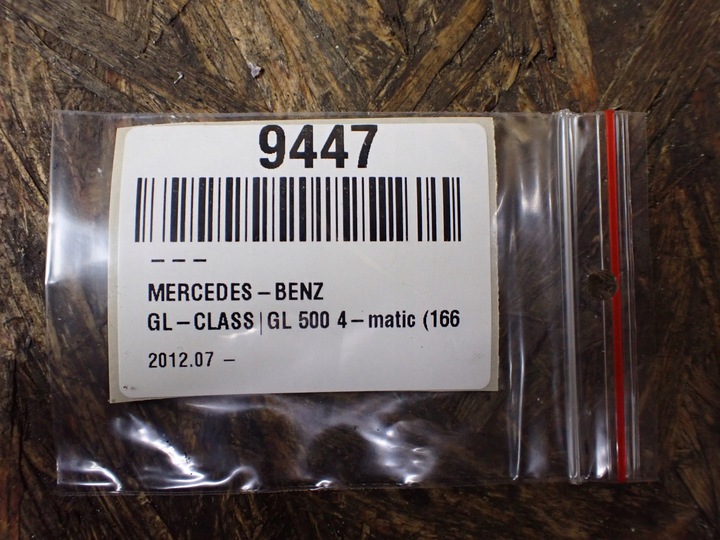 9447
– – –
MERCEDES – BENZ
GL – CLASS | GL 500 4 – matic (166
2012.07 –